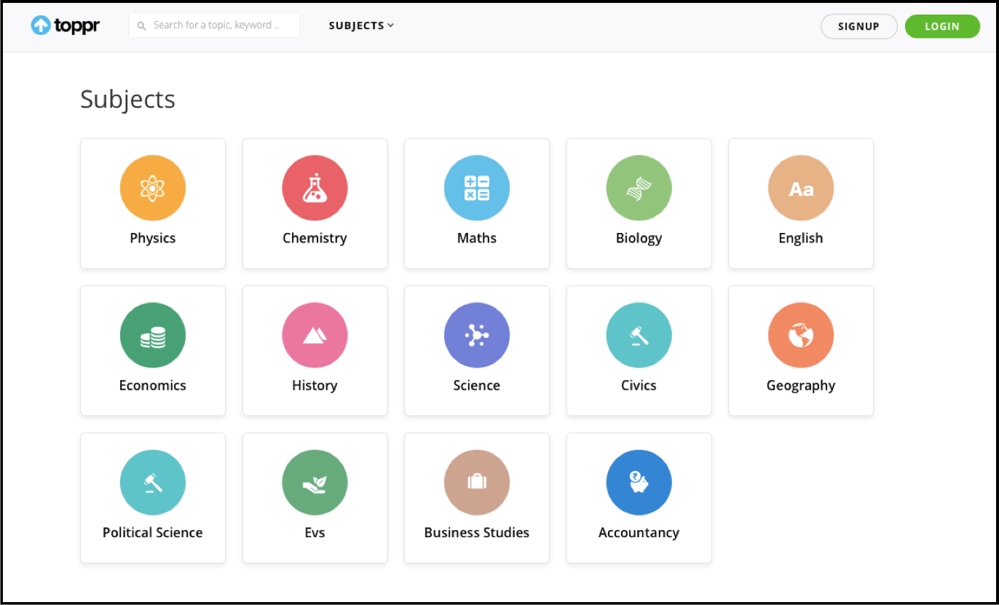 toppr Search for a topic, keyword .. SUBJECTS SIGNUP LOGIN
Subjects
Physics Chemistry Maths Biology Aa English
Economics History Science Civics Geography
Political Science Evs Business Studies ₹ Accountancy